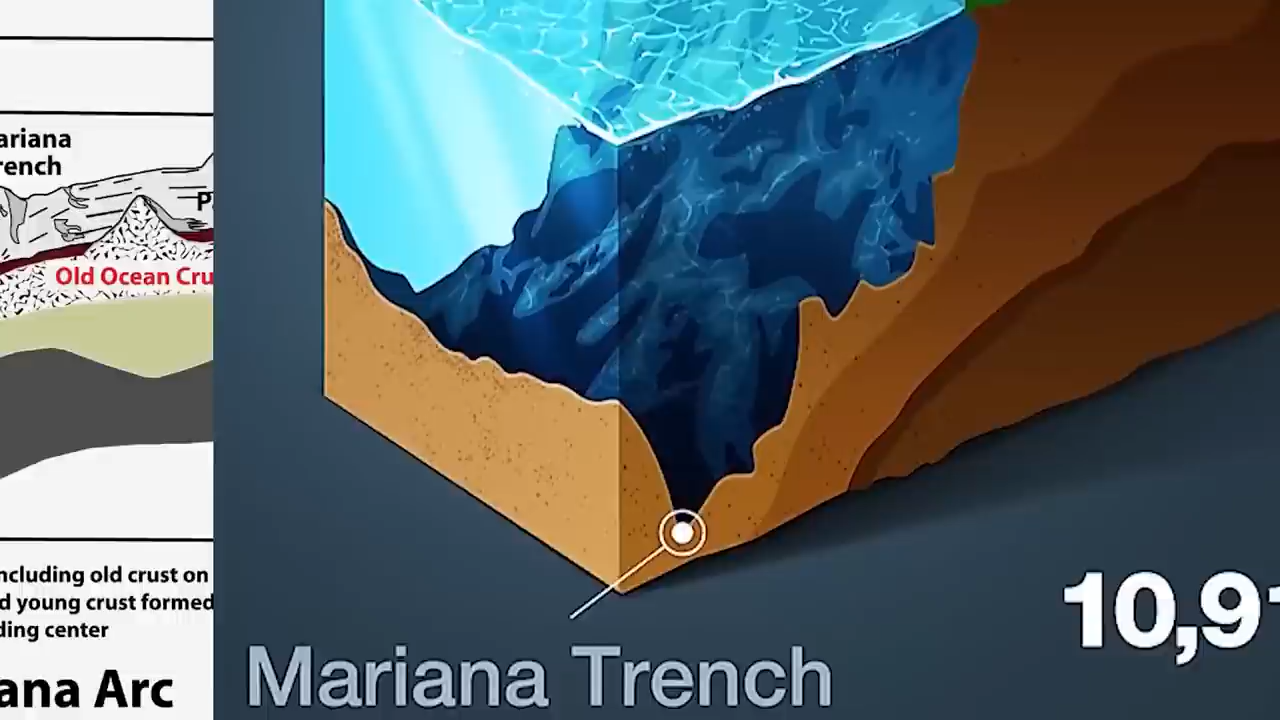 ariana
rench
P
Old Ocean Cru
ncluding old crust on
d young crust formed
ding center
ana Arc
Mariana Trench
10,91